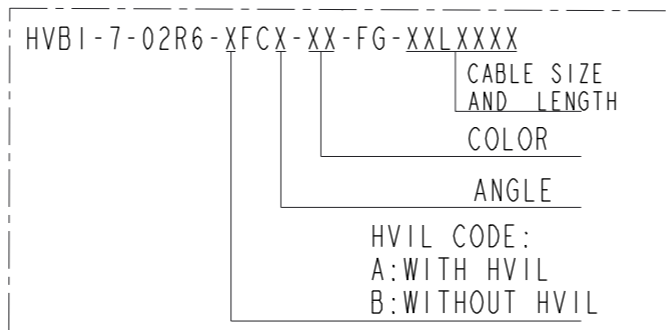 HVBI-7-02R6-XFCX-XX-FG-XXLXXXX
CABLE SIZE
AND LENGTH
COLOR
ANGLE
HVIL CODE:
A:WITH HVIL
B:WITHOUT HVIL